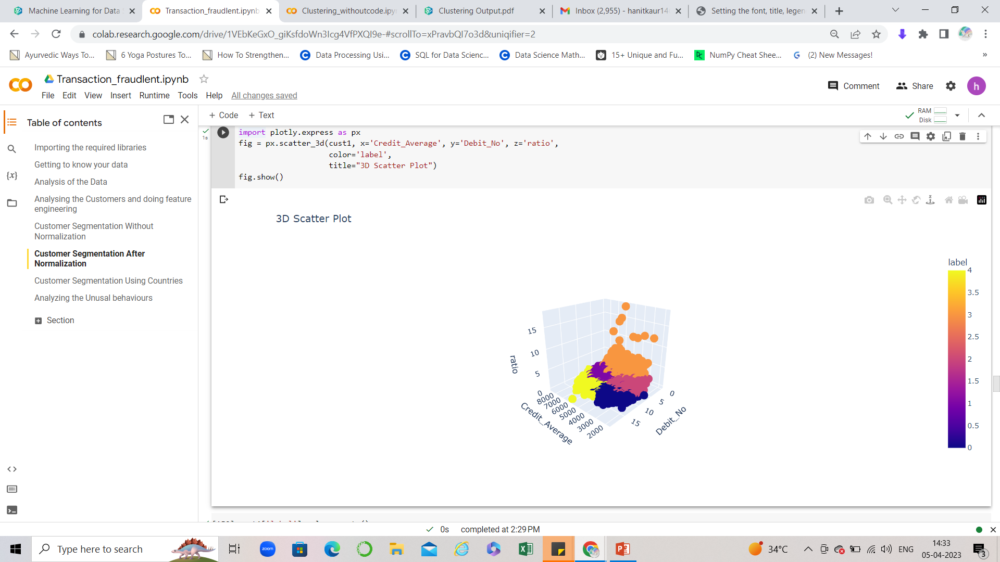 Machine Learning for Data
Transaction_fraudlent.ipynb
Clustering_withoutcode.ipy
Clustering Output.pdf
Inbox (2,955) - hanitkaur14
Setting the font, title, legen
colab.research.google.com/drive/1VEbKeGxO_giKsfdoWn3Icg4VfPXQI9e-#scrollTo=xPravbQI7o3d&uniqifier=2
Ayurvedic Ways To...
6 Yoga Postures To...
How To Strengthen...
Data Processing Usi...
SQL for Data Scienc...
Data Science Math...
15+ Unique and Fu...
NumPy Cheat Shee...
(2) New Messages!
»
Transaction_fraudlent.ipynb
Comment
Share
h
File Edit View Insert Runtime Tools Help All changes saved
Table of contents
+ Code + Text
RAM
Disk
Importing the required libraries
Getting to know your data
Analysis of the Data
Analysing the Customers and doing feature
engineering
Customer Segmentation Without
Normalization
Customer Segmentation After
Normalization
Customer Segmentation Using Countries
Analyzing the Unusal behaviours
Section
{x}
1s
import plotly.express as px
fig = px.scatter_3d(cust1, x='Credit_Average', y='Debit_No', z='ratio',
color='label',
title="3D Scatter Plot")
fig.show()
3D Scatter Plot
label
4
3.5
3
2.5
2
1.5
1
0.5
0
15
10
5
0
ratio
8000
7000
6000
5000
4000
3000
2000
Credit_Average
0
5
10
15
Debit_No
0s completed at 2:29 PM
Type here to search
zoom
34°C
ENG
14:33
05-04-2023
3